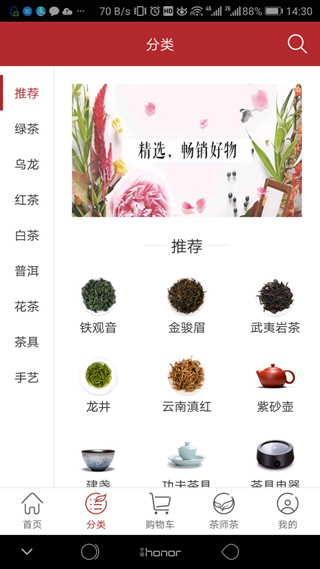 70 B/s HD 4G 2G 88% 14:30
分类
推荐
绿茶
乌龙
红茶
白茶
普洱
花茶
茶具
手艺
精选，畅销好物
推荐
铁观音 金骏眉 武夷岩茶
龙井 云南滇红 紫砂壶
建盏 功夫茶具 茶具电器
首页 分类 购物车 茶师茶 我的
honor